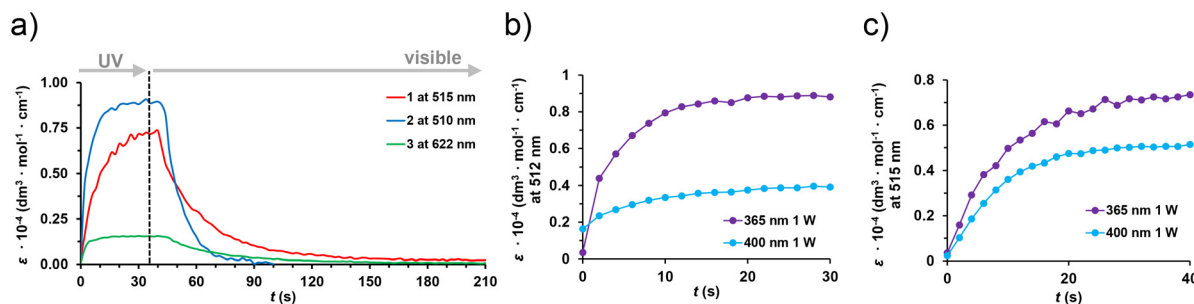 a)
UV
visible
1.00
0.75
0.50
0.25
0.00
ε · 10⁻⁴ (dm³ · mol⁻¹ · cm⁻¹)
1 at 515 nm
2 at 510 nm
3 at 622 nm
0 30 60 90 120 150 180 210
t (s)
b)
1
0.8
0.6
0.4
0.2
0
ε · 10⁻⁴ (dm³ · mol⁻¹ · cm⁻¹)
at 512 nm
365 nm 1 W
400 nm 1 W
0 10 20 30
t (s)
c)
0.8
0.6
0.4
0.2
0
ε · 10⁻⁴ (dm³ · mol⁻¹ · cm⁻¹)
at 515 nm
365 nm 1 W
400 nm 1 W
0 20 40
t (s)